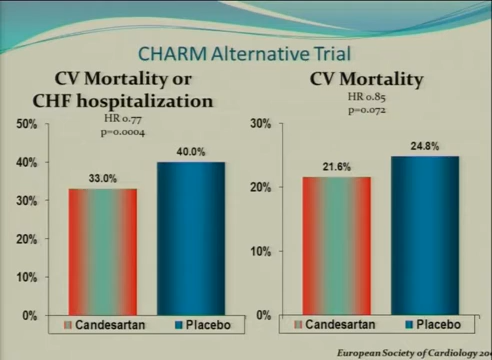 CHARM Alternative Trial
CV Mortality or
CHF hospitalization
HR 0.77
p=0.0004
50%
40%
30%
20%
10%
0%
33.0%
40.0%
Candesartan
Placebo
CV Mortality
HR 0.85
p=0.072
30%
20%
10%
0%
21.6%
24.8%
Candesartan
Placebo
European Society of Cardiology